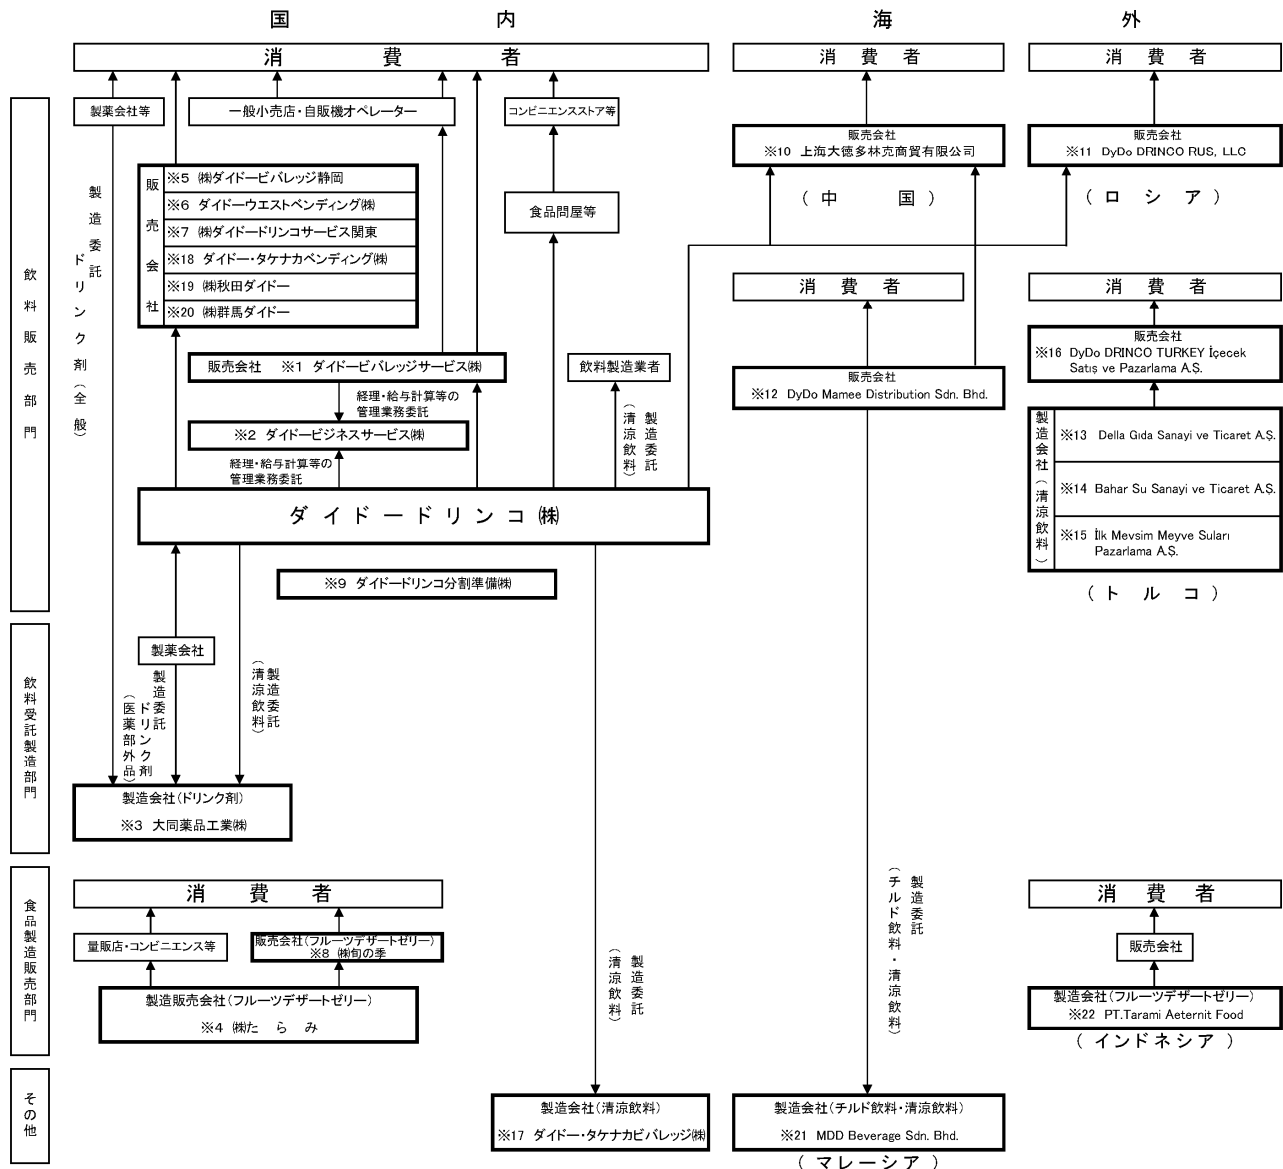 国 内
海 外
消 費 者
消 費 者
消 費 者
製薬会社等
一般小売店・自販機オペレーター
コンビニエンスストア等
販売会社
※10 上海大徳多林克商貿有限公司
(中 国)
販売会社
※11 DyDo DRINCO RUS, LLC
(ロ シ ア)
飲料販売部門
製造委託
ドリンク剤(全般)
販売会社
※5 ㈱ダイドービバレッジ静岡
※6 ダイドーウエストベンディング㈱
※7 ㈱ダイドードリンコサービス関東
※18 ダイドー・タケナカベンディング㈱
※19 ㈱秋田ダイドー
※20 ㈱群馬ダイドー
食品問屋等
消 費 者
消 費 者
販売会社 ※1 ダイドービバレッジサービス㈱
飲料製造業者
経理・給与計算等の
管理業務委託
※2 ダイドービジネスサービス㈱
経理・給与計算等の
管理業務委託
製造委託
(清涼飲料)
販売会社
※12 DyDo Mamee Distribution Sdn. Bhd.
販売会社
※16 DyDo DRINCO TURKEY İçecek
Satış ve Pazarlama A.Ş.
製造会社(清涼飲料)
※13 Della Gıda Sanayi ve Ticaret A.Ş.
※14 Bahar Su Sanayi ve Ticaret A.Ş.
※15 İlk Mevsim Meyve Suları
Pazarlama A.Ş.
(ト ル コ)
ダ イ ド ー ド リ ン コ ㈱
※9 ダイドードリンコ分割準備㈱
飲料受託製造部門
製薬会社
製造委託
ドリンク剤
(医薬部外品)
製造委託
(清涼飲料)
製造会社(ドリンク剤)
※3 大同薬品工業㈱
食品製造販売部門
消 費 者
量販店・コンビニエンス等
販売会社(フルーツデザートゼリー)
※8 ㈱旬の季
製造販売会社(フルーツデザートゼリー)
※4 ㈱た ら み
製造委託
(清涼飲料)
製造委託
(チルド飲料・清涼飲料)
消 費 者
販売会社
製造会社(フルーツデザートゼリー)
※22 PT.Tarami Aeternit Food
(インドネシア)
その他
製造会社(清涼飲料)
※17 ダイドー・タケナカビバレッジ㈱
製造会社(チルド飲料・清涼飲料)
※21 MDD Beverage Sdn. Bhd.
(マレーシア)